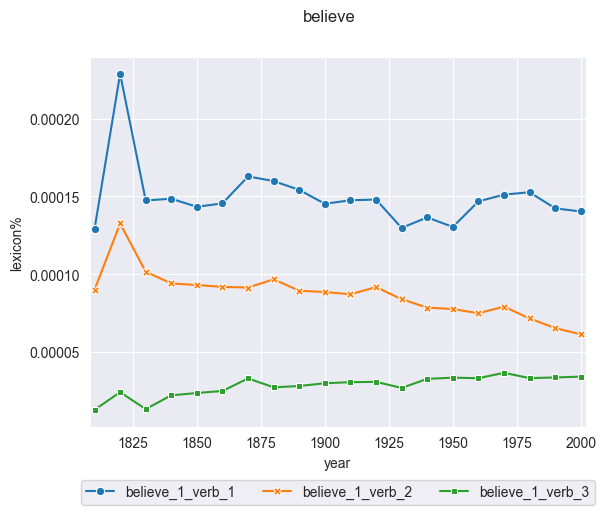 believe
0.00020
0.00015
0.00010
0.00005
lexicon%
1825 1850 1875 1900 1925 1950 1975 2000
year
believe_1_verb_1 believe_1_verb_2 believe_1_verb_3